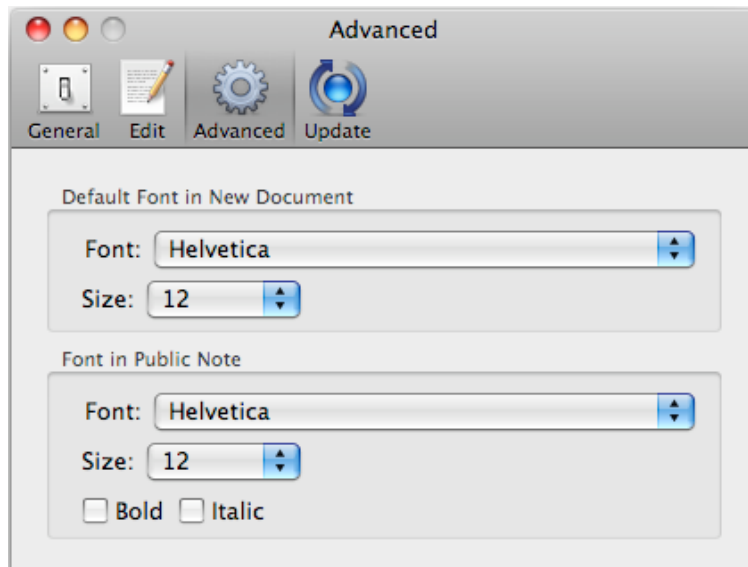 Advanced
General Edit Advanced Update
Default Font in New Document
Font: Helvetica
Size: 12
Font in Public Note
Font: Helvetica
Size: 12
Bold Italic